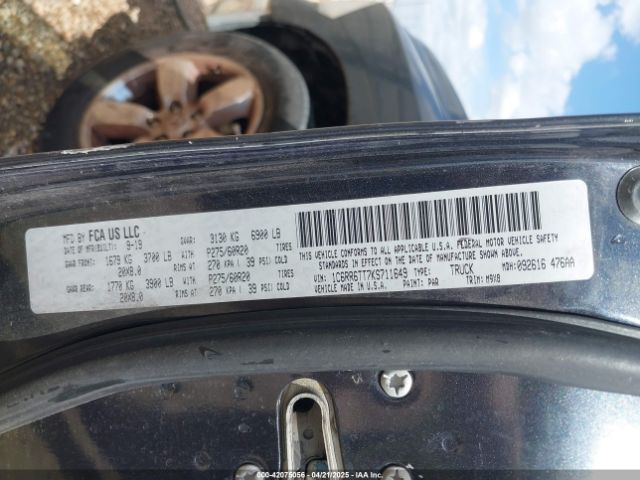 MFD BY FCA US LLC
DATE OF MFR(BUILT): 9-19
GVWR: 3130 KG 6900 LB
GAWR FRONT: 1679 KG 3700 LB WITH P275/60R20 TIRES
20X8.0 RIMS AT 270 KPA / 39 PSI COLD
GAWR REAR: 1770 KG 3900 LB WITH P275/60R20 TIRES
20X8.0 RIMS AT 270 KPA / 39 PSI COLD
THIS VEHICLE CONFORMS TO ALL APPLICABLE U.S.A. FEDERAL MOTOR VEHICLE SAFETY
STANDARDS IN EFFECT ON THE DATE OF MANUFACTURE SHOWN ABOVE.
VIN: 1C6RR6TT7KS711649 TYPE: TRUCK MDH: 092616 476AA
VEHICLE MADE IN U.S.A. PAINT: PAR TRIM: M9X8
000-42075056 - 04/21/2025 -